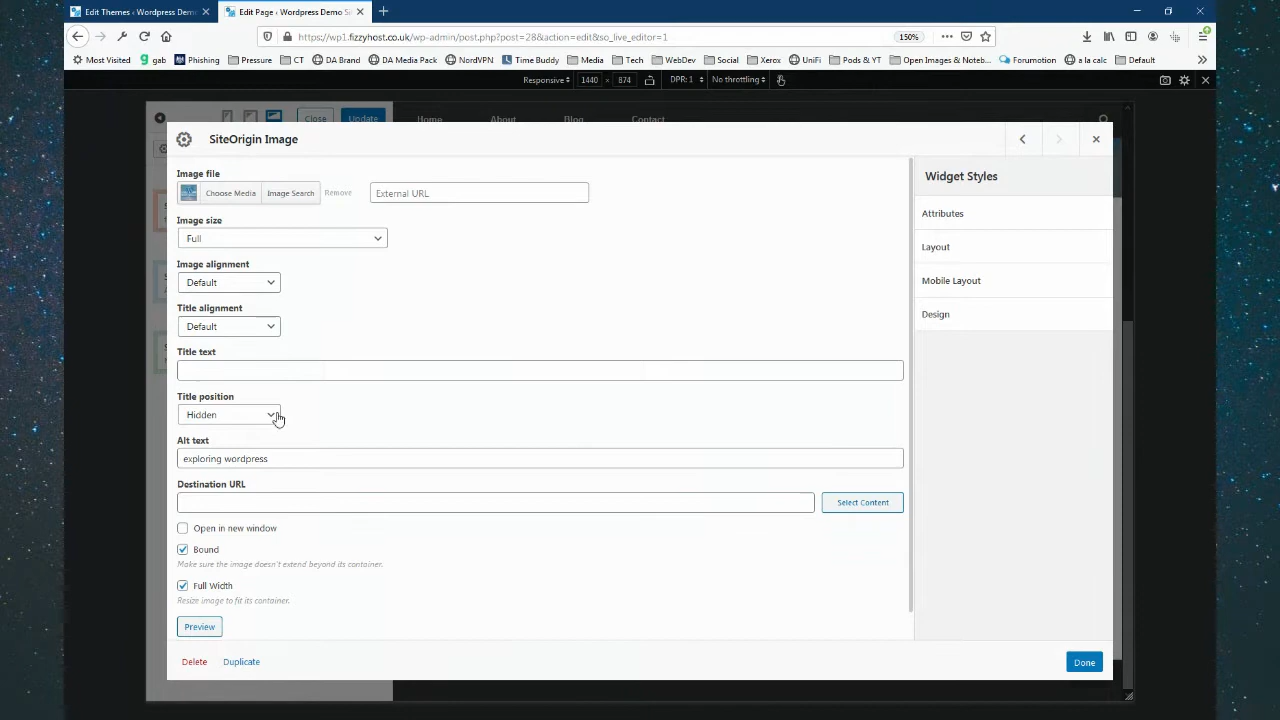 Edit Themes ‹ Wordpress Demo
Edit Page ‹ Wordpress Demo Si
https://wp1.fizzyhost.co.uk/wp-admin/post.php?post=28&action=edit&so_live_editor=1
150%
Most Visited
gab
Phishing
Pressure
CT
DA Brand
DA Media Pack
NordVPN
Time Buddy
Media
Tech
WebDev
Social
Xerox
UniFi
Pods & YT
Open Images & Noteb...
Forumotion
a la calc
Default
Responsive
1440 × 874
DPR: 1
No throttling
Close
Update
Home
About
Blog
Contact
SiteOrigin Image
Image file
Choose Media
Image Search
Remove
External URL
Image size
Full
Image alignment
Default
Title alignment
Default
Title text
Title position
Hidden
Alt text
exploring wordpress
Destination URL
Select Content
Open in new window
Bound
Make sure the image doesn't extend beyond its container.
Full Width
Resize image to fit its container.
Preview
Delete
Duplicate
Done
Widget Styles
Attributes
Layout
Mobile Layout
Design